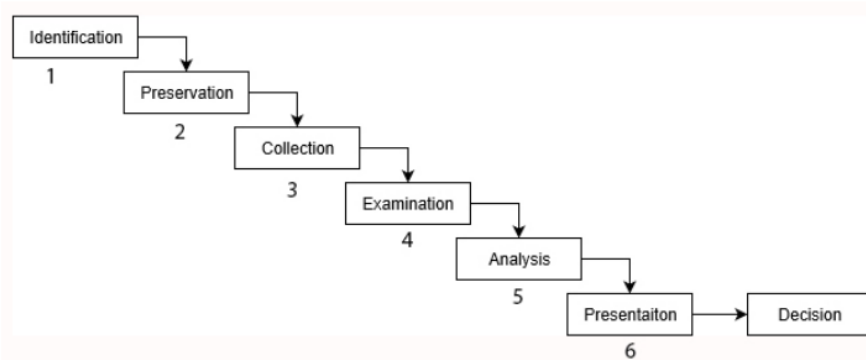 Identification
1
Preservation
2
Collection
3
Examination
4
Analysis
5
Presentaiton
6
Decision